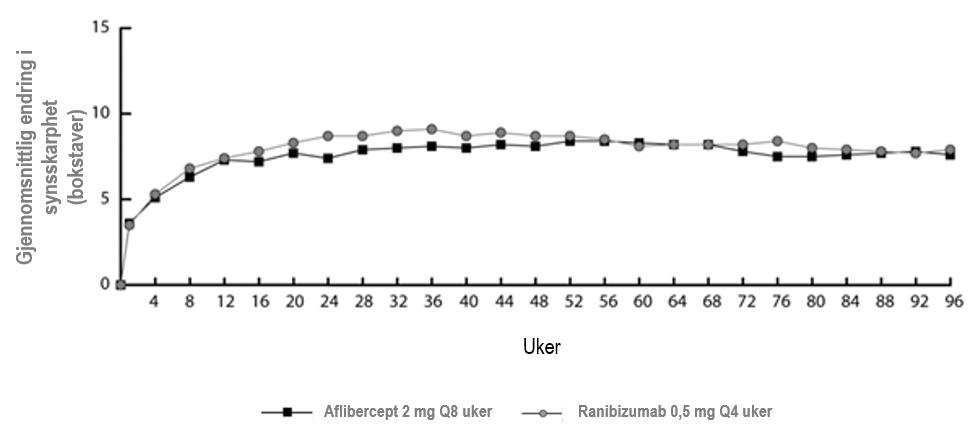 15
10
5
0
Gjennomsnittlig endring i
synsskarphet
(bokstaver)
4 8 12 16 20 24 28 32 36 40 44 48 52 56 60 64 68 72 76 80 84 88 92 96
Uker
Aflibercept 2 mg Q8 uker Ranibizumab 0,5 mg Q4 uker